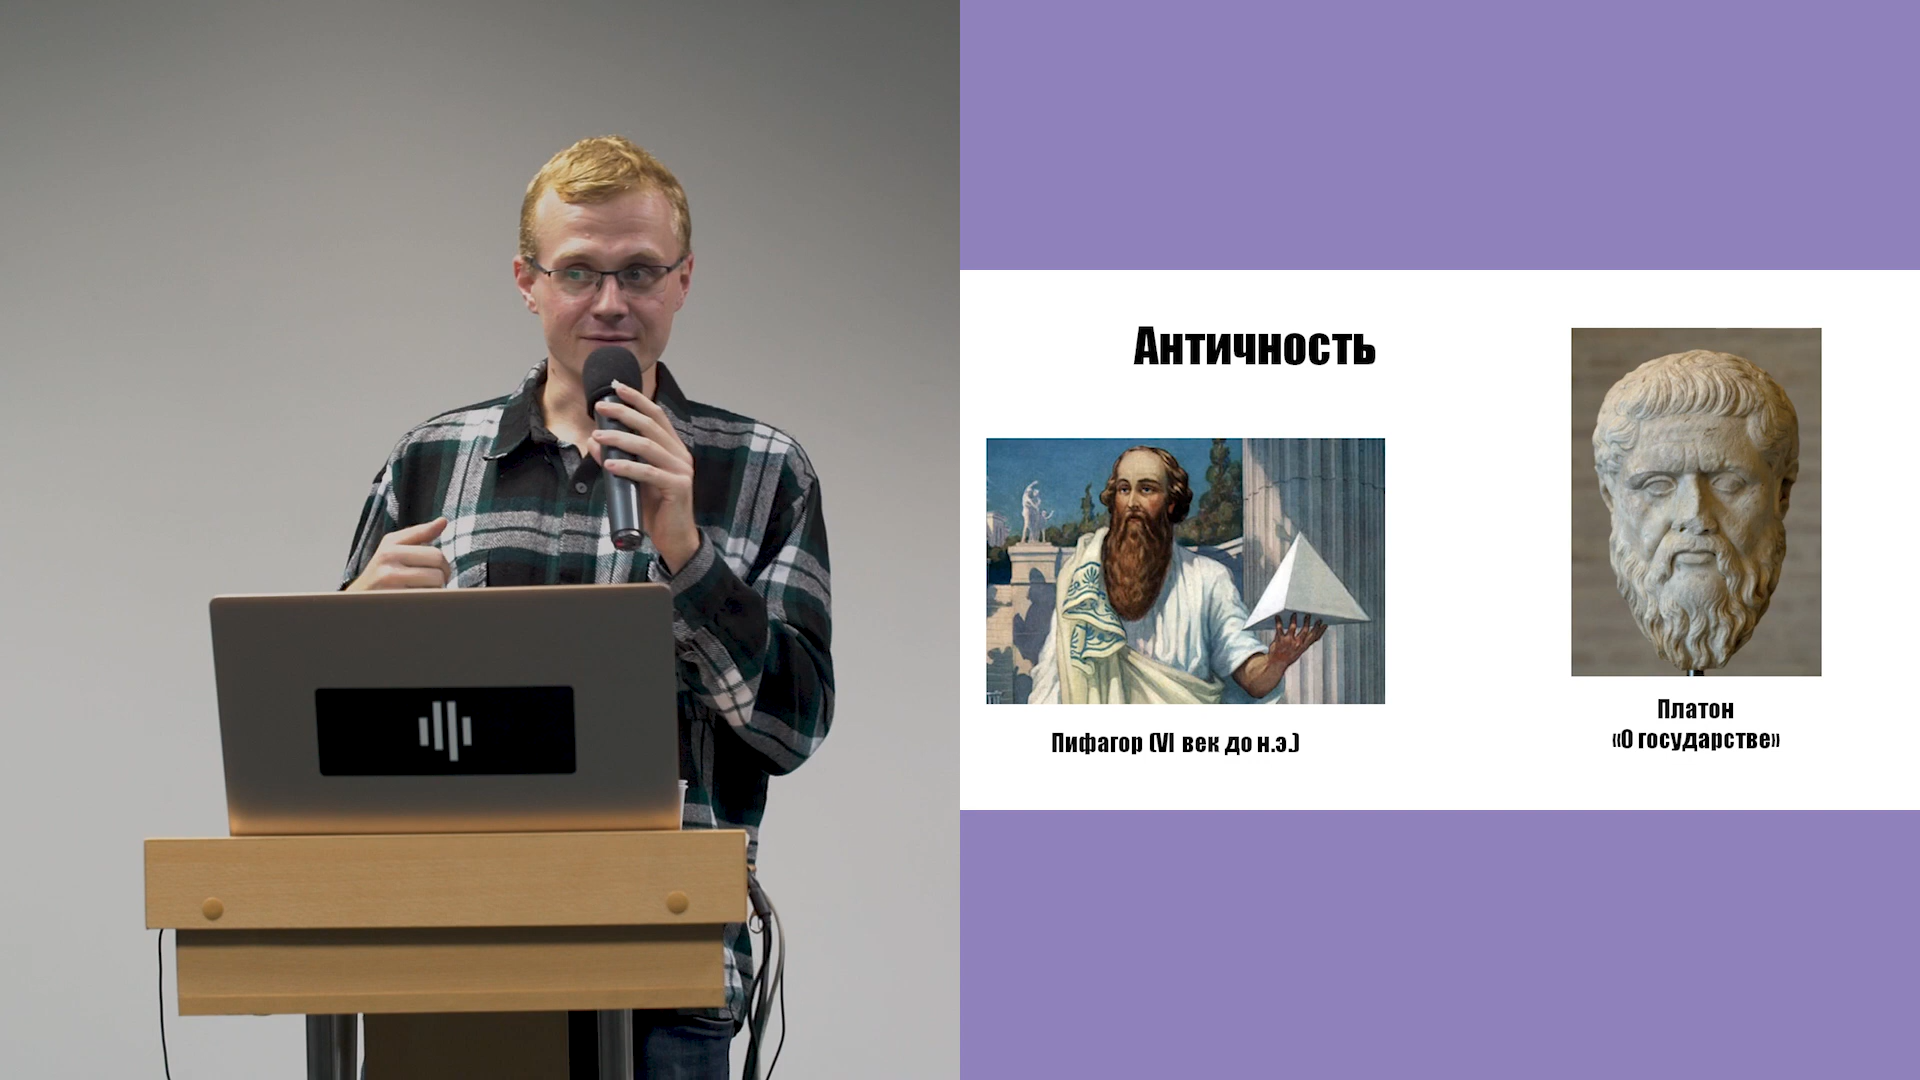 Античность
Пифагор (VI век до н.э.)
Платон
«О государстве»